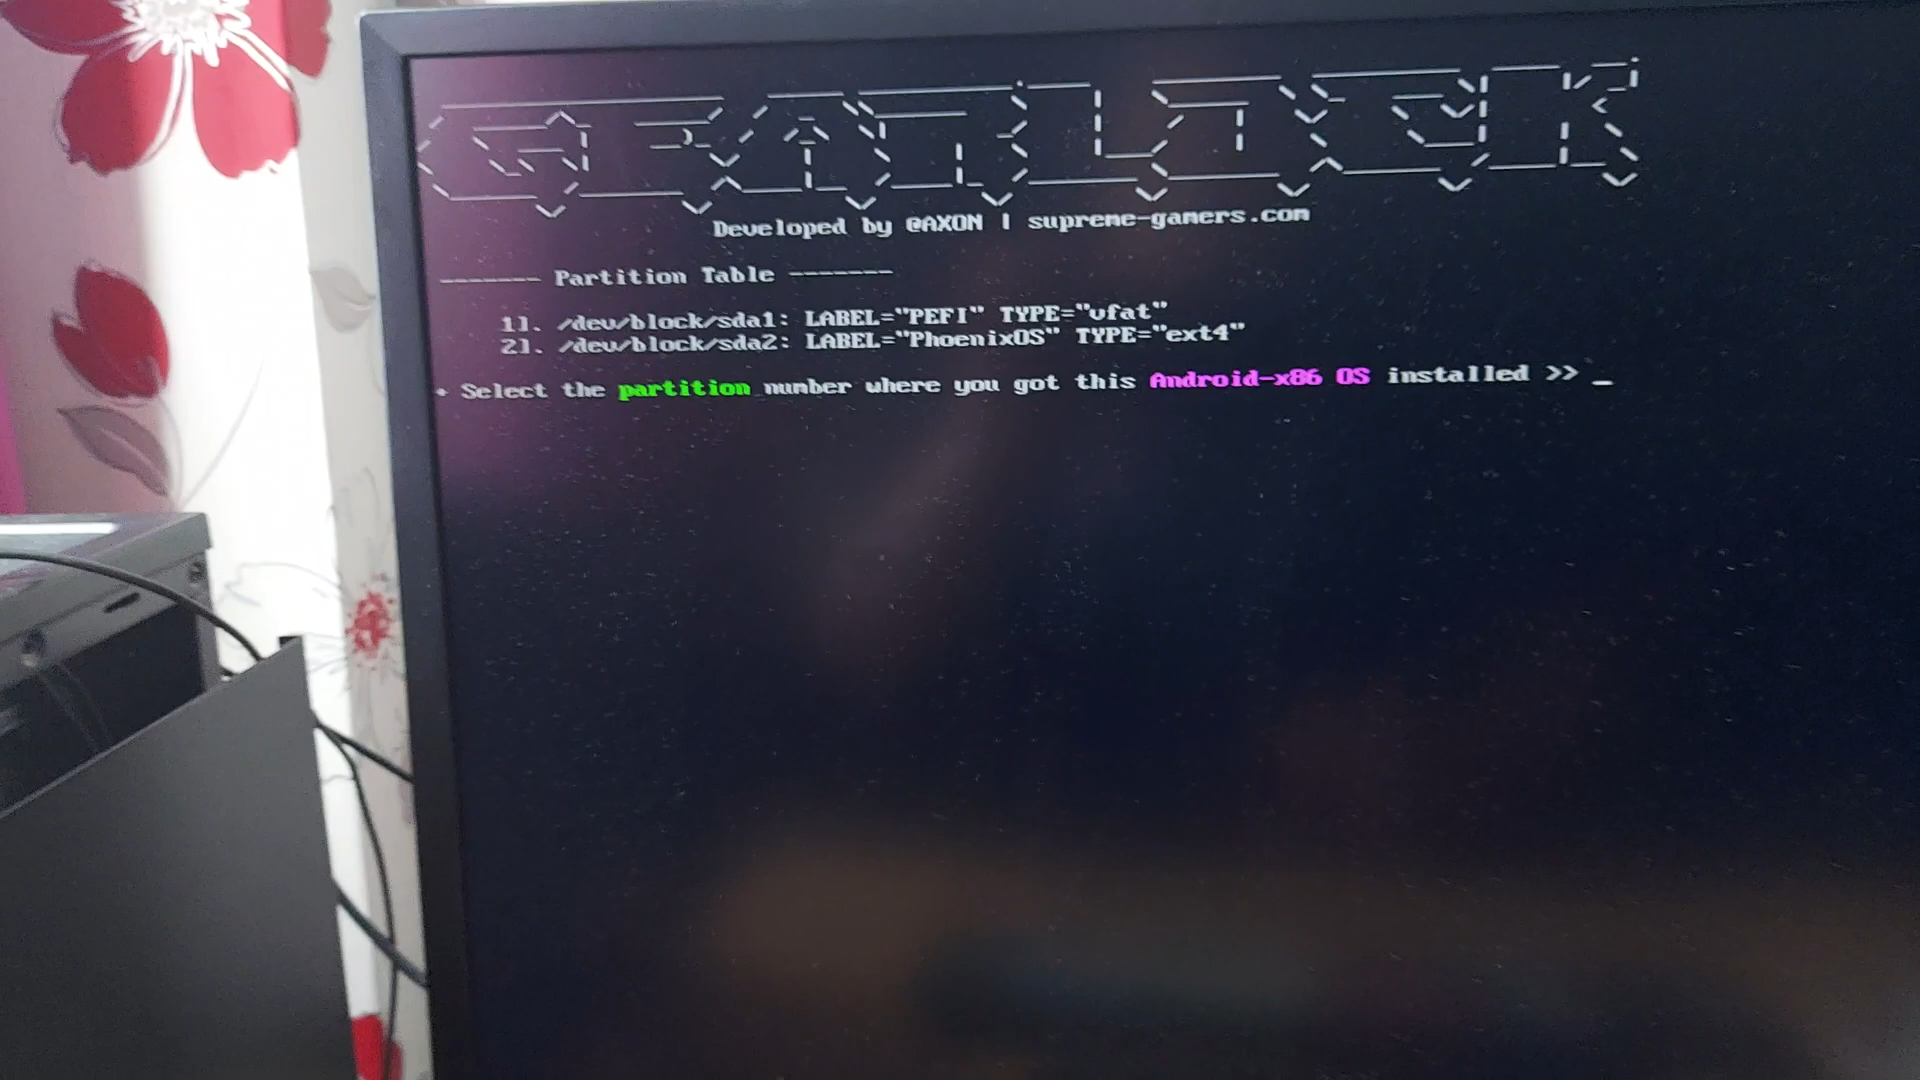 GEARLOCK
Developed by @AXON | supreme-gamers.com
------- Partition Table -------
1]. /dev/block/sda1: LABEL="PEFI" TYPE="vfat"
2]. /dev/block/sda2: LABEL="PhoenixOS" TYPE="ext4"
+ Select the partition number where you got this Android-x86 OS installed >> _